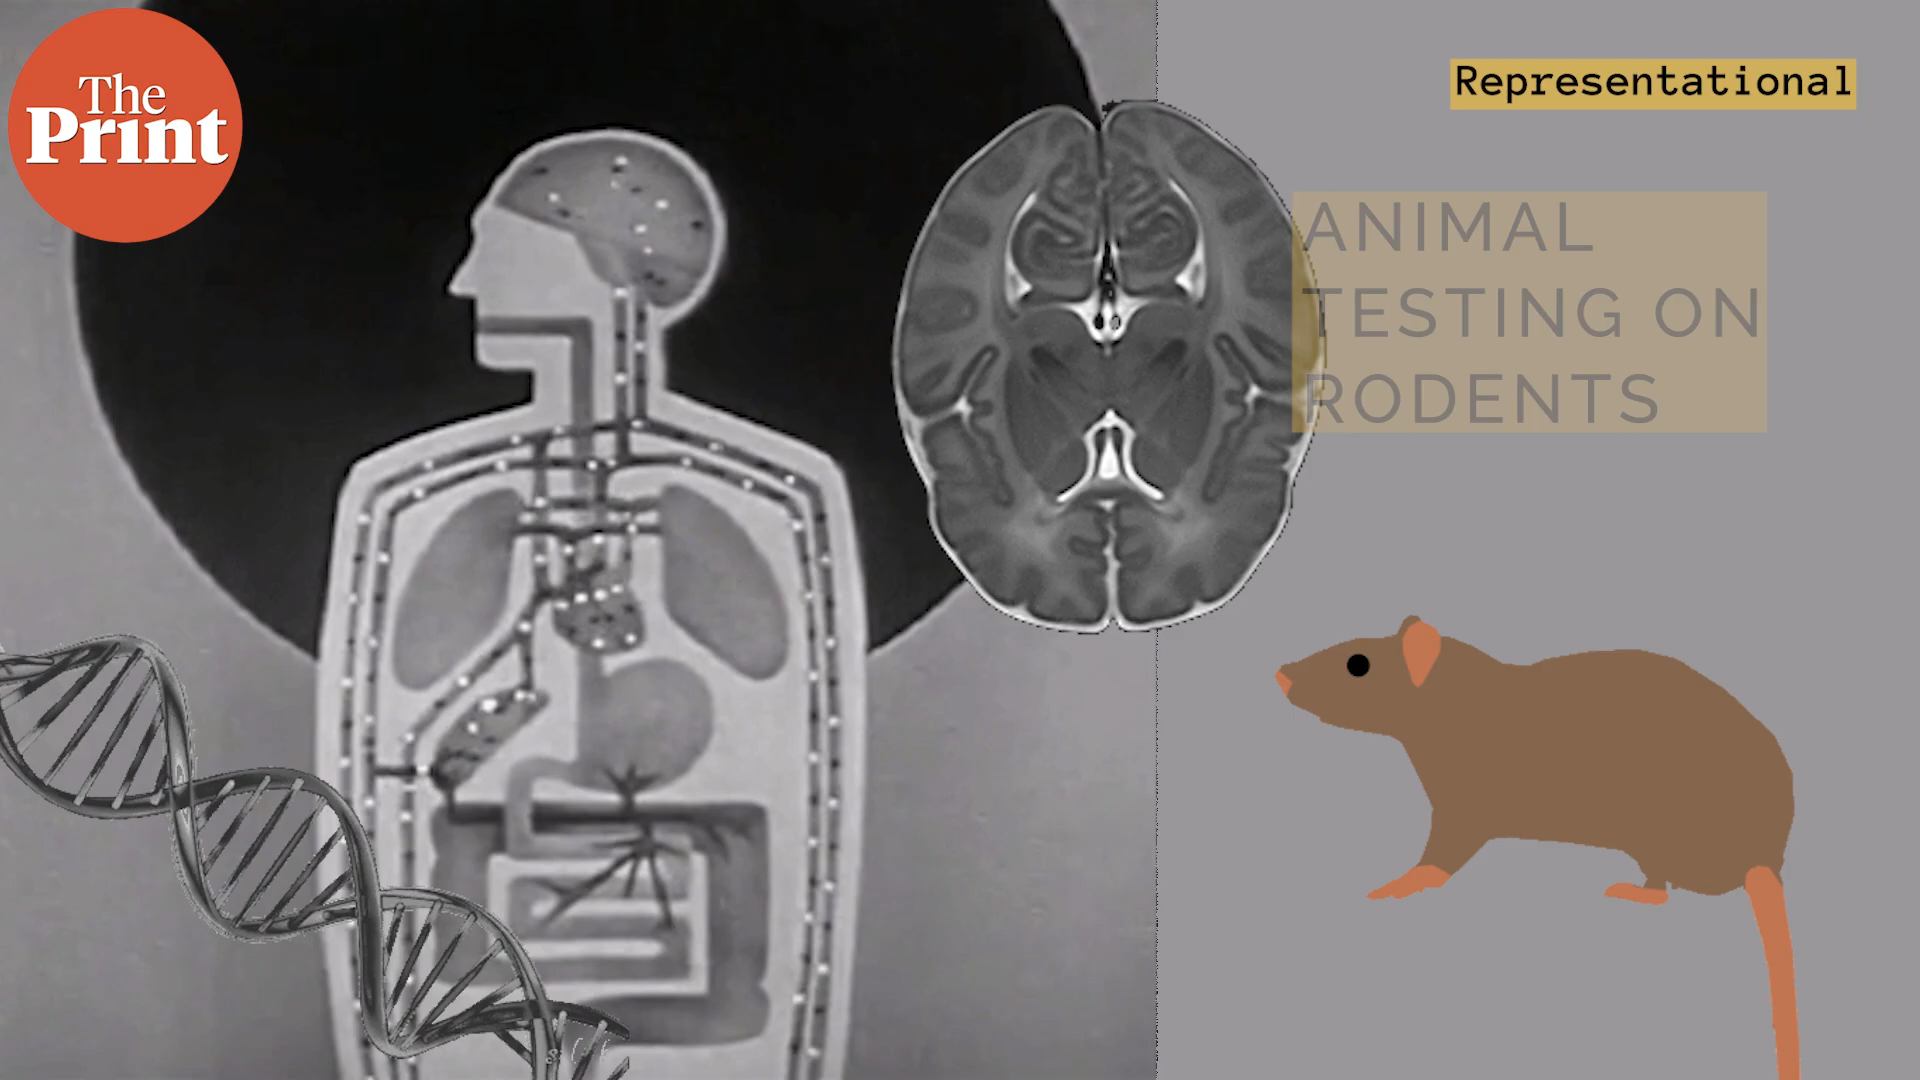 The
Print
Representational
ANIMAL
TESTING ON
RODENTS